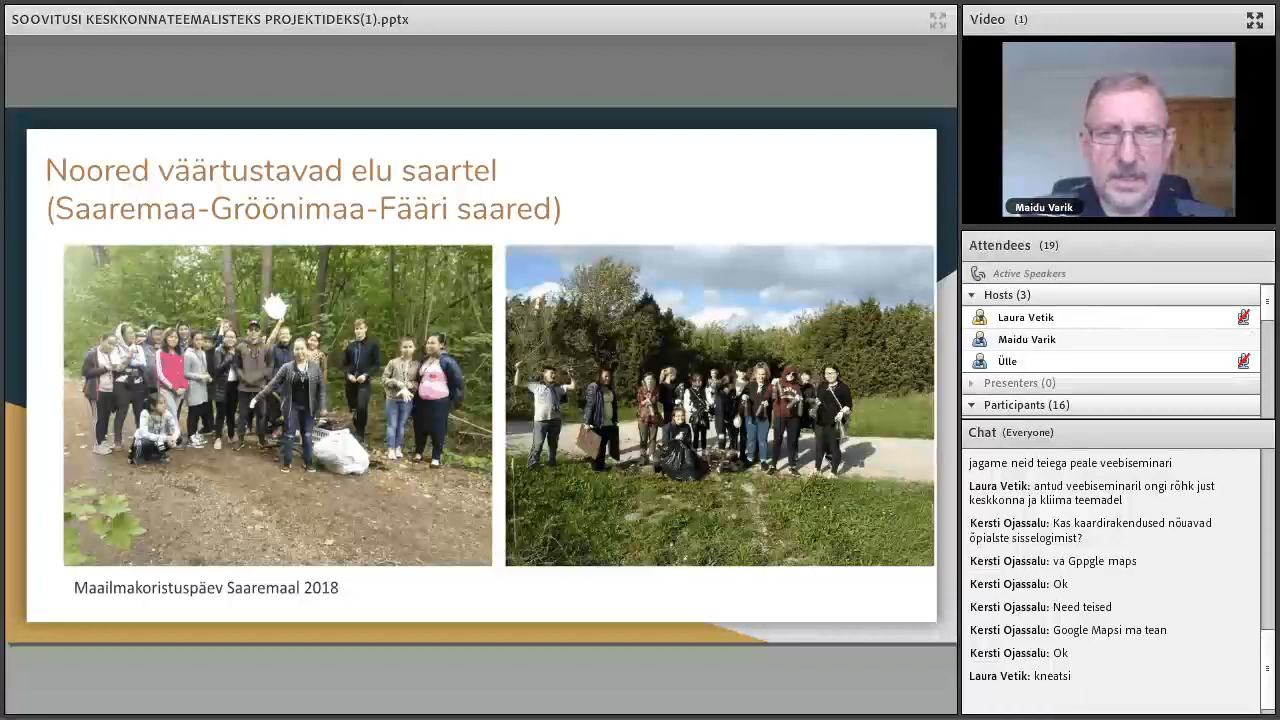 SOOVITUSI KESKKONNATEEMALISTEKS PROJEKTIDEKS(1).pptx
Noored väärtustavad elu saartel
(Saaremaa-Gröönimaa-Fääri saared)
Maailmakoristuspäev Saaremaal 2018
Video (1)
Maidu Varik
Attendees (19)
Active Speakers
Hosts (3)
Laura Vetik
Maidu Varik
Ülle
Presenters (0)
Participants (16)
Chat (Everyone)
jagame neid teiega peale veebiseminari
Laura Vetik: antud veebiseminaril ongi rõhk just
keskkonna ja kliima teemadel
Kersti Ojassalu: Kas kaardirakendused nõuavad
õpialste sisselogimist?
Kersti Ojassalu: va Gppgle maps
Kersti Ojassalu: Ok
Kersti Ojassalu: Need teised
Kersti Ojassalu: Google Mapsi ma tean
Kersti Ojassalu: Ok
Laura Vetik: kneatsi